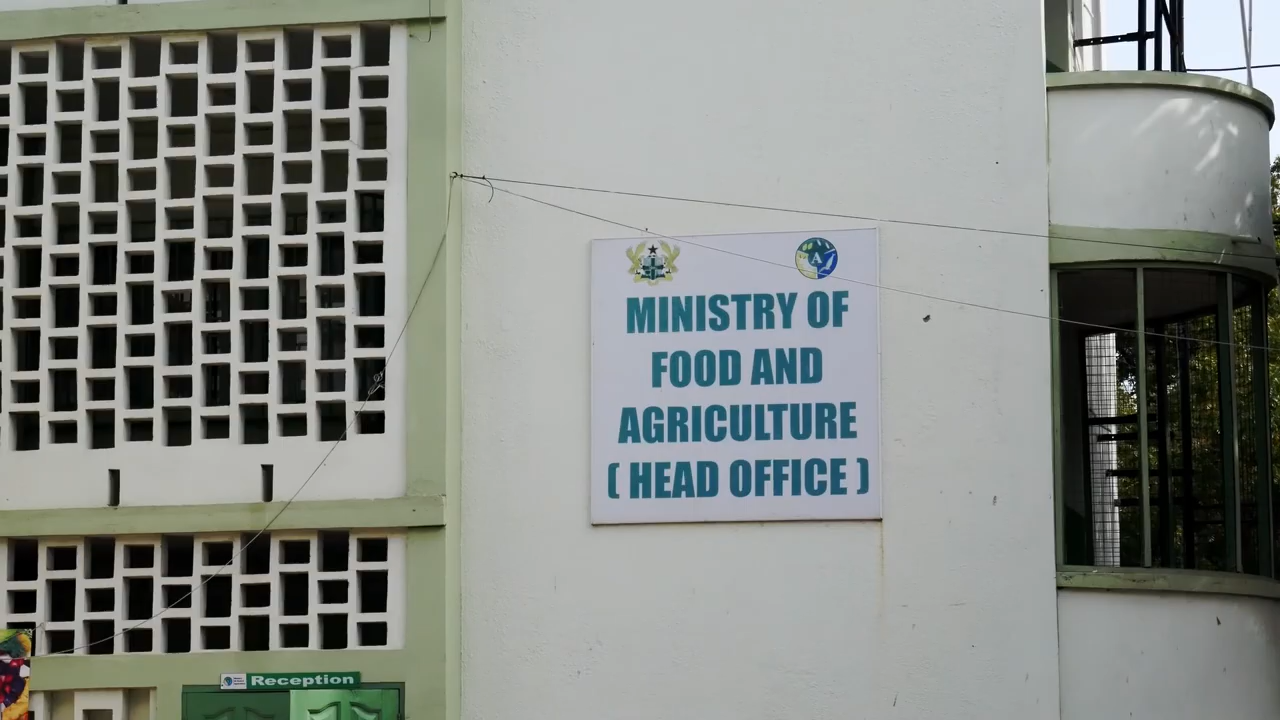 MINISTRY OF
FOOD AND
AGRICULTURE
( HEAD OFFICE )
Reception